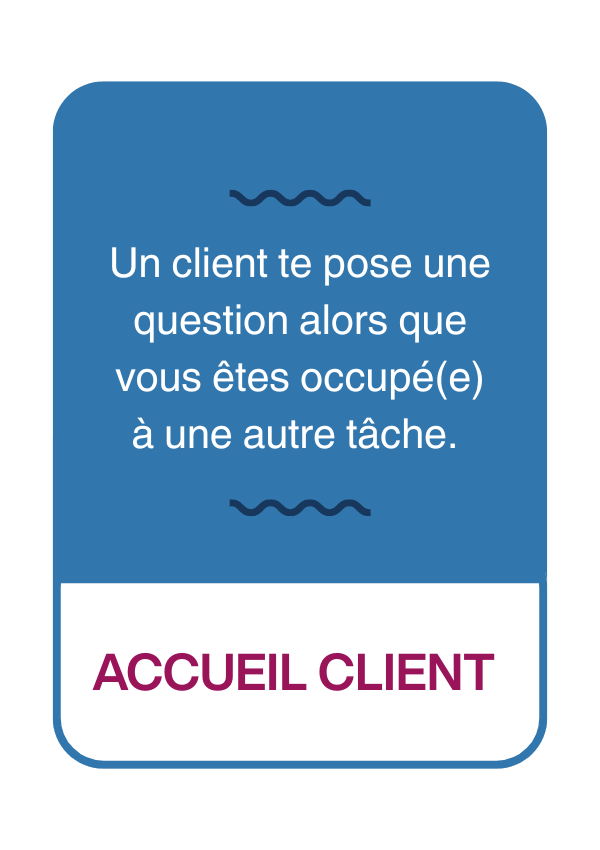 Un client te pose une
question alors que
vous êtes occupé(e)
à une autre tâche.
ACCUEIL CLIENT